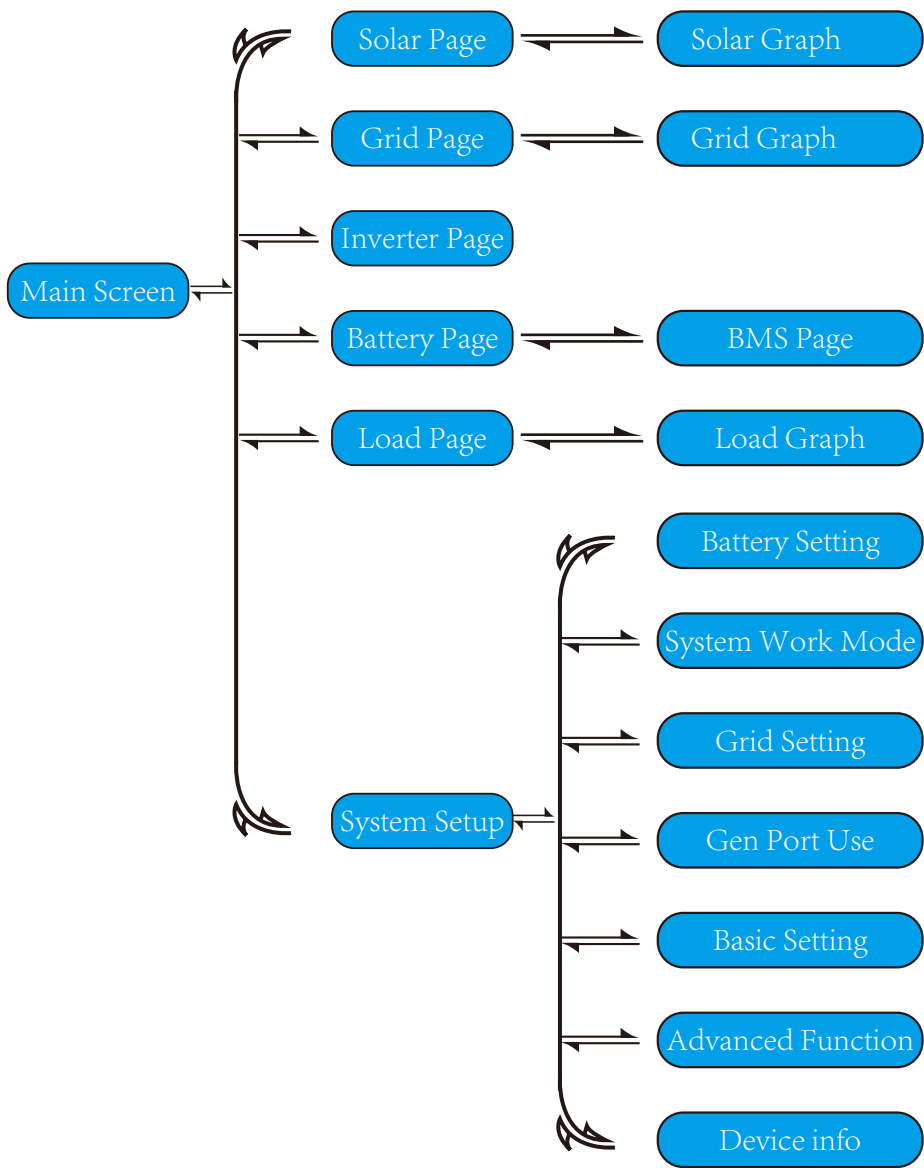 Solar Page
Solar Graph
Grid Page
Grid Graph
Inverter Page
Main Screen
Battery Page
BMS Page
Load Page
Load Graph
Battery Setting
System Work Mode
Grid Setting
System Setup
Gen Port Use
Basic Setting
Advanced Function
Device info